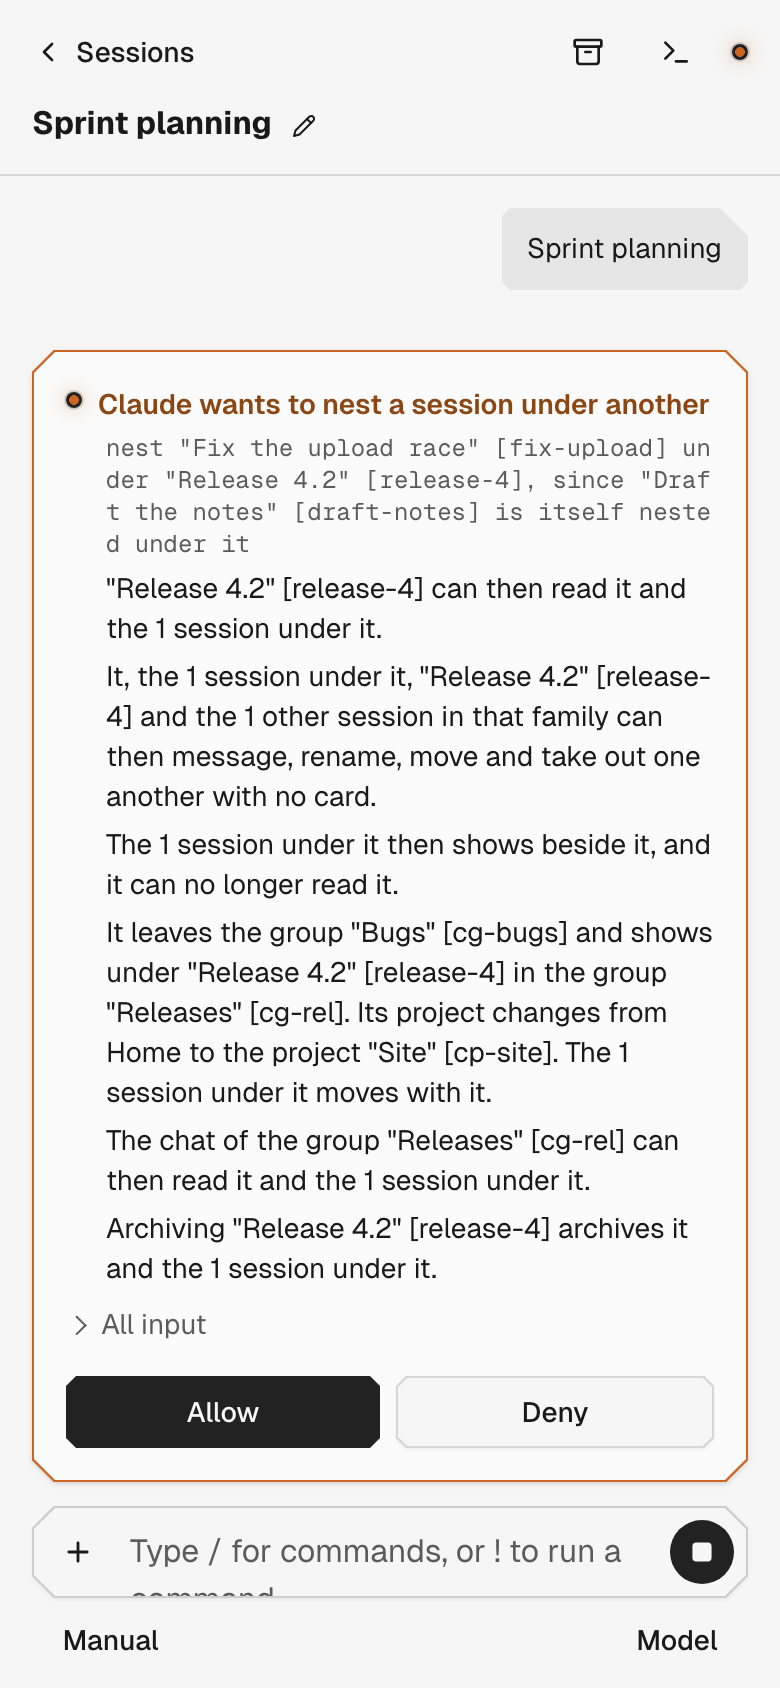 Sessions
Sprint planning
Sprint planning
Claude wants to nest a session under another
nest "Fix the upload race" [fix-upload] un
der "Release 4.2" [release-4], since "Draf
t the notes" [draft-notes] is itself neste
d under it
"Release 4.2" [release-4] can then read it and
the 1 session under it.
It, the 1 session under it, "Release 4.2" [release-
4] and the 1 other session in that family can
then message, rename, move and take out one
another with no card.
The 1 session under it then shows beside it, and
it can no longer read it.
It leaves the group "Bugs" [cg-bugs] and shows
under "Release 4.2" [release-4] in the group
"Releases" [cg-rel]. Its project changes from
Home to the project "Site" [cp-site]. The 1
session under it moves with it.
The chat of the group "Releases" [cg-rel] can
then read it and the 1 session under it.
Archiving "Release 4.2" [release-4] archives it
and the 1 session under it.
All input
Allow
Deny
Type / for commands, or ! to run a
command
Manual
Model